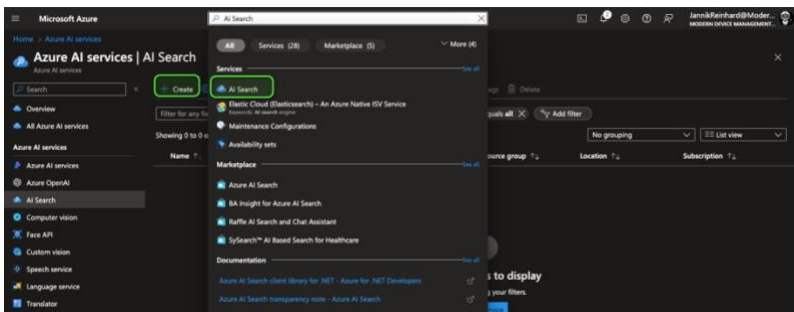 Microsoft Azure
AI Search
JannikReinhard@Moder...
MODERN DEVICE MANAGEMENT...
Home > Azure AI services
Azure AI services | AI Search
Azure AI services
All
Services (28)
Marketplace (5)
More (4)
Services
See all
Search
+ Create
AI Search
Delete
Elastic Cloud (Elasticsearch) – An Azure Native ISV Service
Keywords: AI search engine
Overview
Filter for any
equals all
Add filter
All Azure AI services
Maintenance Configurations
Showing 0 to 0
No grouping
List view
Azure AI services
Availability sets
Name ↑
Resource group ↑↓
Location ↑↓
Subscription ↑↓
Marketplace
See all
Azure AI services
Azure OpenAI
Azure AI Search
AI Search
BA Insight for Azure AI Search
Computer vision
Raffle AI Search and Chat Assistant
Face API
SySearch™ AI Based Search for Healthcare
Custom vision
Documentation
See all
Speech service
to display
Azure AI Search client library for .NET - Azure for .NET Developers
Language service
your filters.
Azure AI Search transparency note - Azure AI Search
Translator